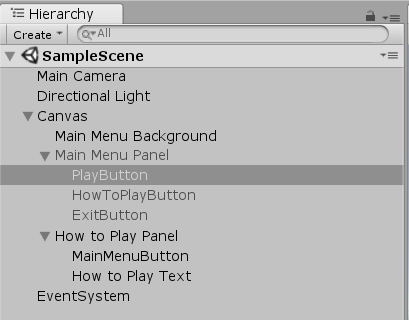 Hierarchy
Create All
SampleScene
Main Camera
Directional Light
Canvas
Main Menu Background
Main Menu Panel
PlayButton
HowToPlayButton
ExitButton
How to Play Panel
MainMenuButton
How to Play Text
EventSystem